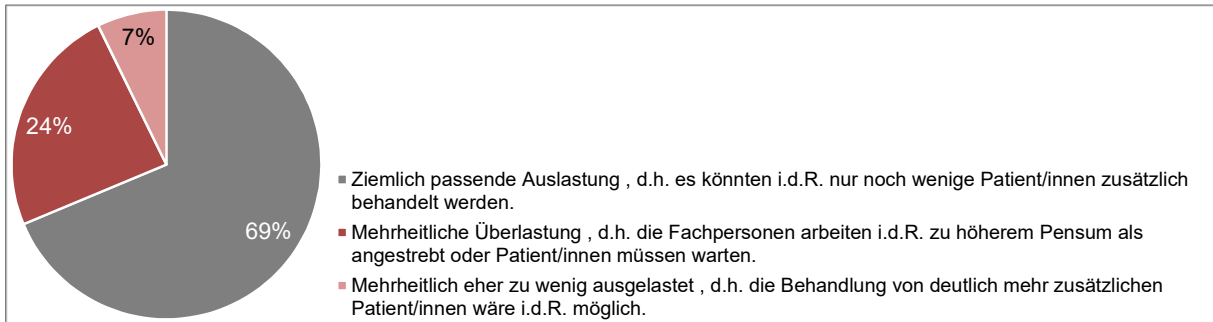 7%
24%
69%
Ziemlich passende Auslastung , d.h. es könnten i.d.R. nur noch wenige Patient/innen zusätzlich
behandelt werden.
Mehrheitliche Überlastung , d.h. die Fachpersonen arbeiten i.d.R. zu höherem Pensum als
angestrebt oder Patient/innen müssen warten.
Mehrheitlich eher zu wenig ausgelastet , d.h. die Behandlung von deutlich mehr zusätzlichen
Patient/innen wäre i.d.R. möglich.